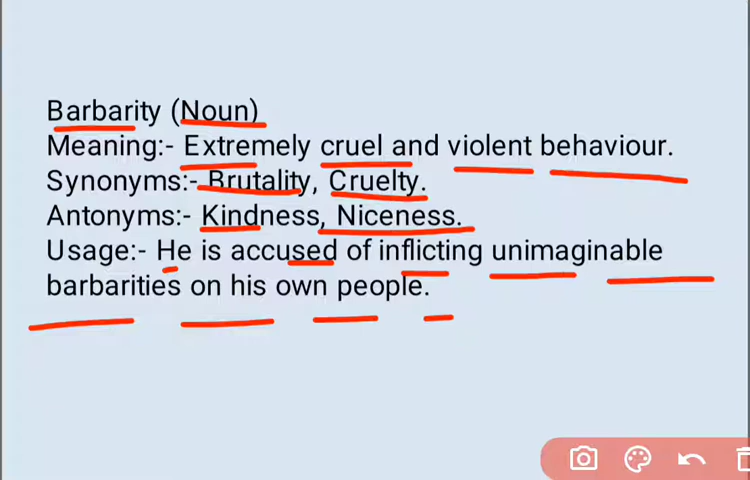 Barbarity (Noun)
Meaning:- Extremely cruel and violent behaviour.
Synonyms:- Brutality, Cruelty.
Antonyms:- Kindness, Niceness.
Usage:- He is accused of inflicting unimaginable
barbarities on his own people.